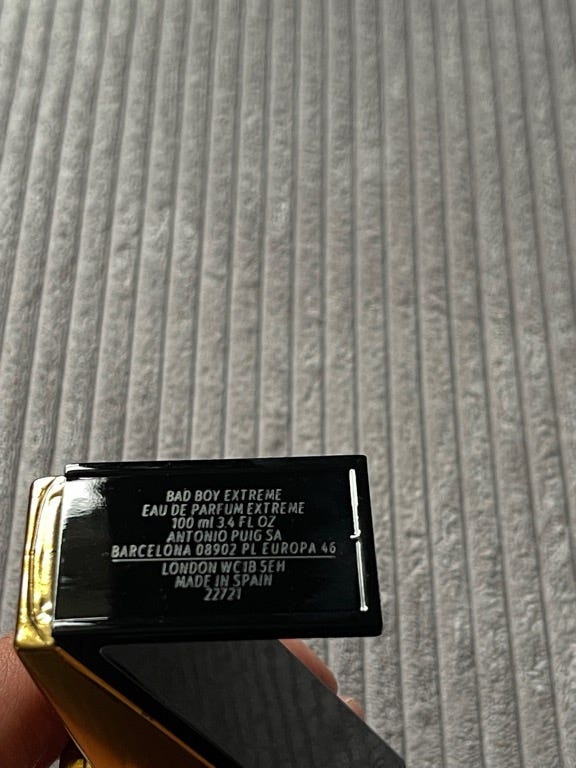 BAD BOY EXTREME
EAU DE PARFUM EXTREME
100 ml 3.4 FL OZ
ANTONIO PUIG SA
BARCELONA 08902 PL EUROPA 46
LONDON WC1B 5EH
MADE IN SPAIN
22721